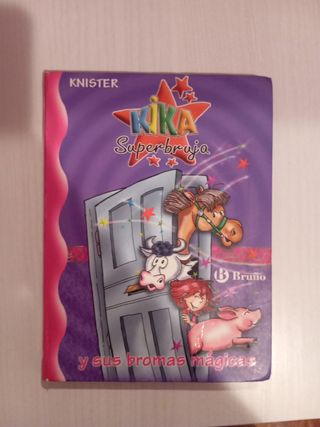 KNISTER
KIKA
Superbruja
B
Bruño
y sus bromas mágicas